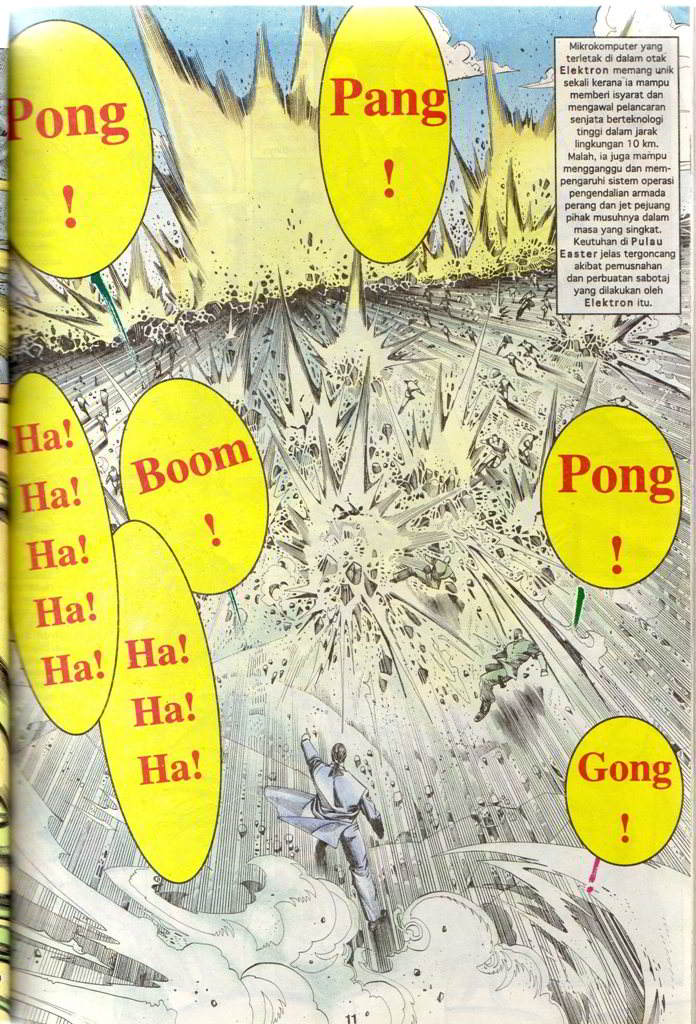 Pong
!
Pang
!
Mikrokomputer yang
terletak di dalam otak
Elektron memang unik
sekali kerana ia mampu
memberi isyarat dan
mengawal pelancaran
senjata berteknologi
tinggi dalam jarak
lingkungan 10 km.
Malah, ia juga mampu
mengganggu dan mem-
pengaruhi sistem operasi
pengendalian armada
perang dan jet pejuang
pihak musuhnya dalam
masa yang singkat.
Keutuhan di Pulau
Easter jelas tergoncang
akibat pemusnahan
dan perbuatan sabotaj
yang dilakukan oleh
Elektron itu.
Ha!
Ha!
Ha!
Ha!
Ha!
Boom
!
Ha!
Ha!
Ha!
Pong
!
Gong
!
11